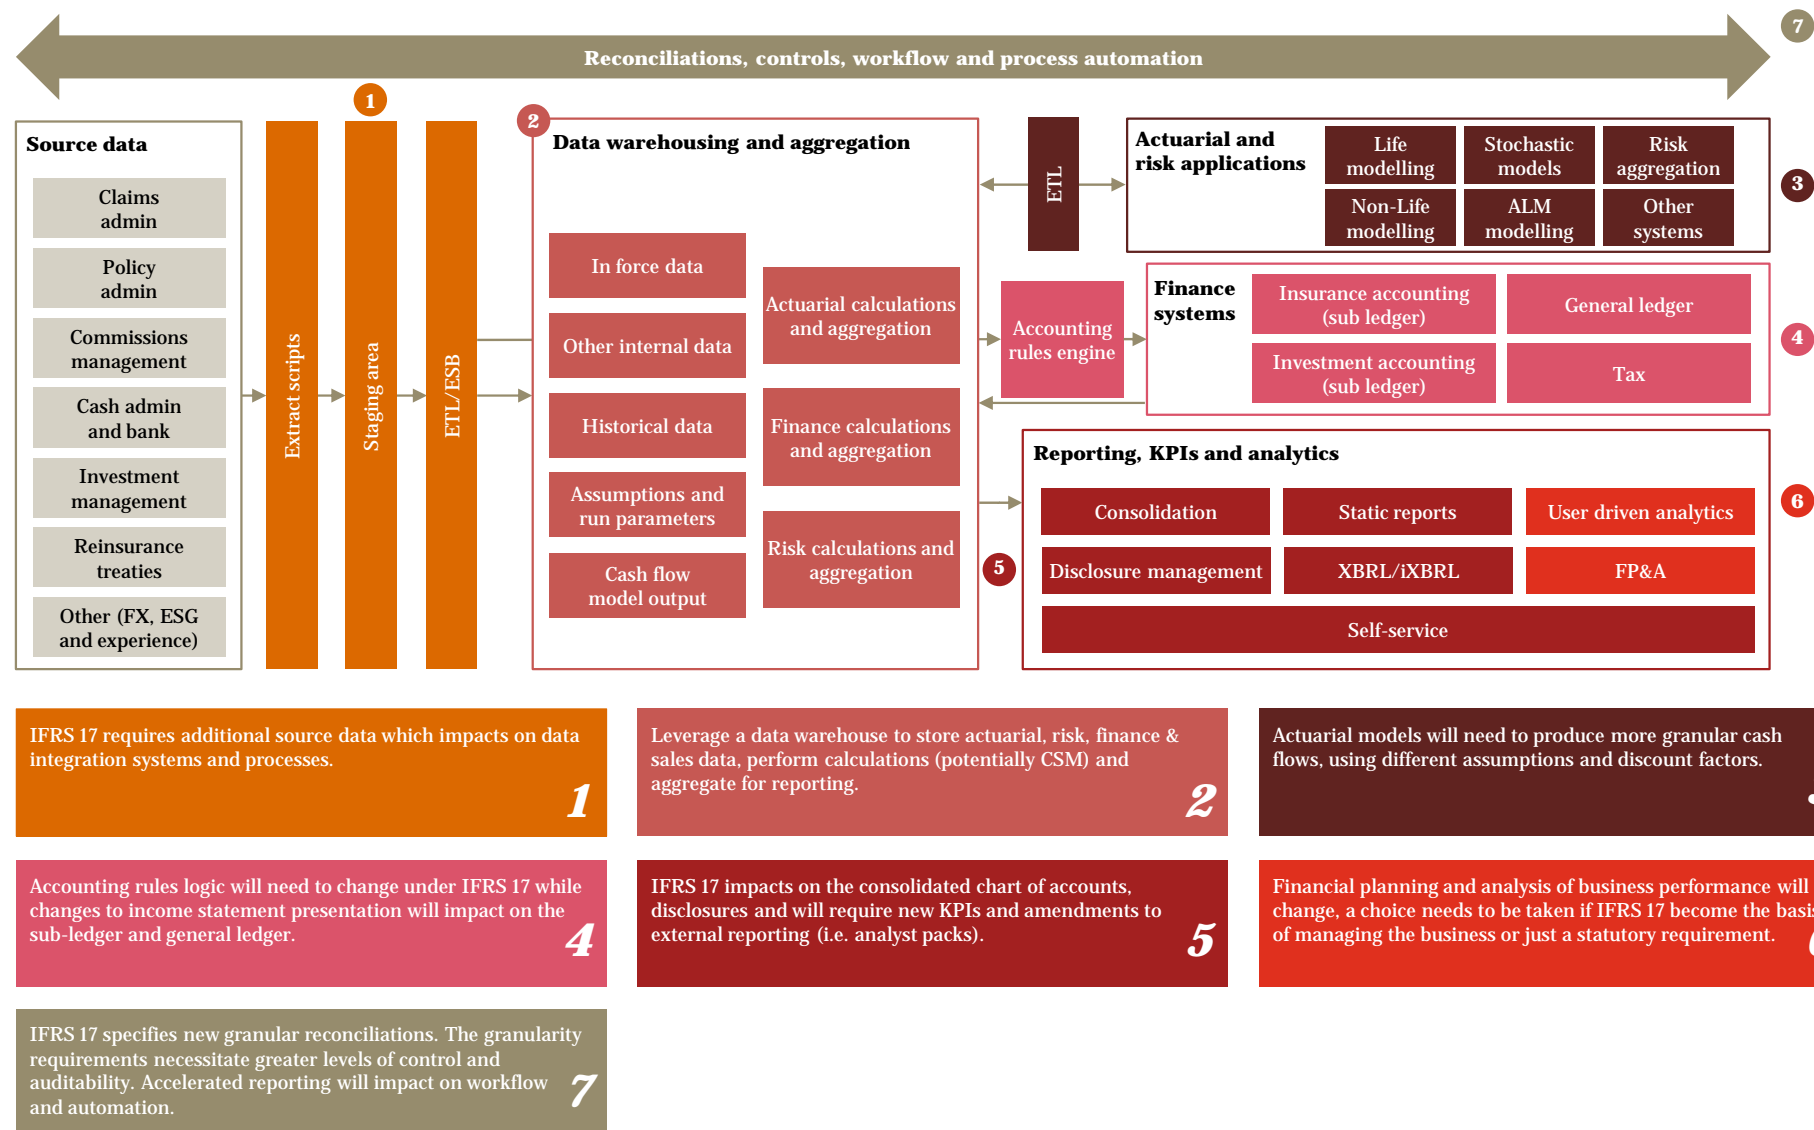 7
Reconciliations, controls, workflow and process automation
1
Source data
Claims
admin
Policy
admin
Commissions
management
Cash admin
and bank
Investment
management
Reinsurance
treaties
Other (FX, ESG
and experience)
Extract scripts
Staging area
ETL/ESB
2
Data warehousing and aggregation
In force data
Other internal data
Historical data
Assumptions and
run parameters
Cash flow
model output
Actuarial calculations
and aggregation
Finance calculations
and aggregation
Risk calculations and
aggregation
ETL
Actuarial and
risk applications
Life
modelling
Stochastic
models
Risk
aggregation
Non-Life
modelling
ALM
modelling
Other
systems
3
Accounting
rules engine
Finance
systems
Insurance accounting
(sub ledger)
General ledger
Investment accounting
(sub ledger)
Tax
4
5
Reporting, KPIs and analytics
Consolidation
Static reports
User driven analytics
Disclosure management
XBRL/iXBRL
FP&A
Self-service
6
IFRS 17 requires additional source data which impacts on data
integration systems and processes.
1
Leverage a data warehouse to store actuarial, risk, finance &
sales data, perform calculations (potentially CSM) and
aggregate for reporting.
2
Actuarial models will need to produce more granular cash
flows, using different assumptions and discount factors.
Accounting rules logic will need to change under IFRS 17 while
changes to income statement presentation will impact on the
sub-ledger and general ledger.
4
IFRS 17 impacts on the consolidated chart of accounts,
disclosures and will require new KPIs and amendments to
external reporting (i.e. analyst packs).
5
Financial planning and analysis of business performance will
change, a choice needs to be taken if IFRS 17 become the basis
of managing the business or just a statutory requirement.
IFRS 17 specifies new granular reconciliations. The granularity
requirements necessitate greater levels of control and
auditability. Accelerated reporting will impact on workflow
and automation.
7